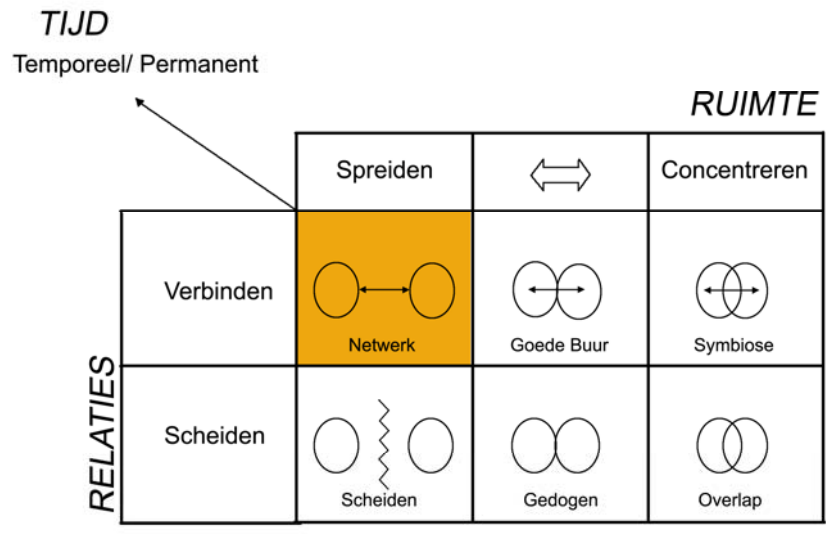 TIJD
Temporeel/ Permanent
RUIMTE
Spreiden
Concentreren
Verbinden
Netwerk
Goede Buur
Symbiose
RELATIES
Scheiden
Scheiden
Gedogen
Overlap